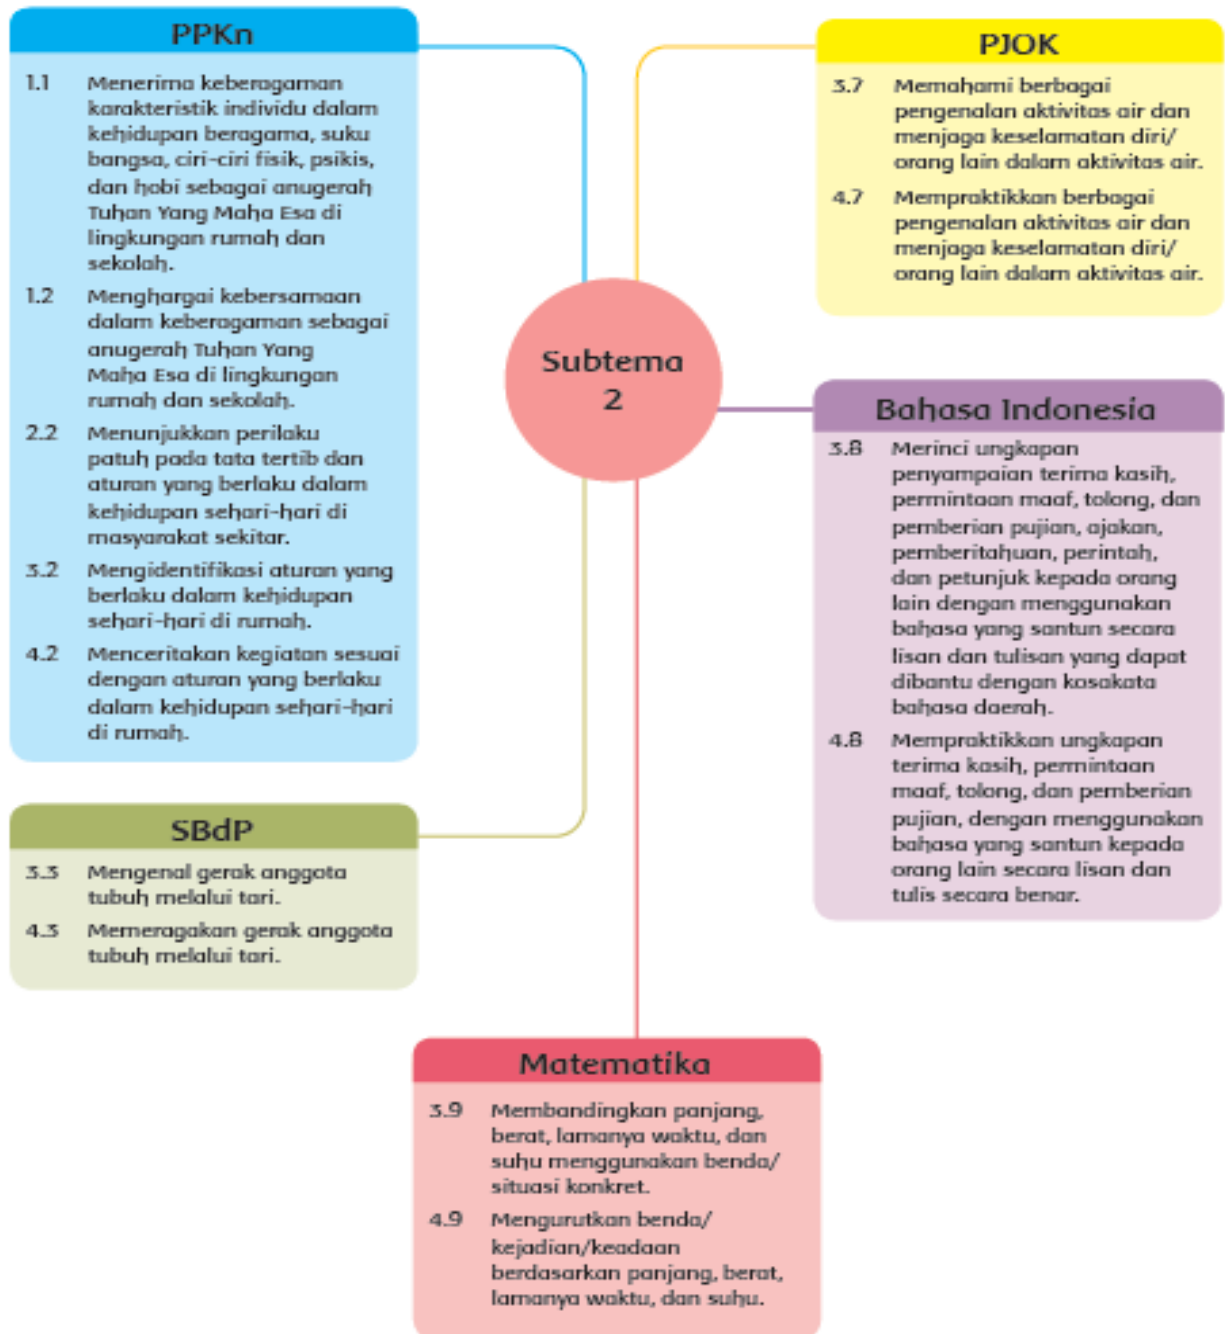 PPKn
1.1 Menerima keberagaman
karakteristik individu dalam
kehidupan beragama, suku
bangsa, ciri-ciri fisik, psikis,
dan hobi sebagai anugerah
Tuhan Yang Maha Esa di
lingkungan rumah dan
sekolah.
1.2 Menghargai kebersamaan
dalam keberagaman sebagai
anugerah Tuhan Yang
Maha Esa di lingkungan
rumah dan sekolah.
2.2 Menunjukkan perilaku
patuh pada tata tertib dan
aturan yang berlaku dalam
kehidupan sehari-hari di
masyarakat sekitar.
3.2 Mengidentifikasi aturan yang
berlaku dalam kehidupan
sehari-hari di rumah.
4.2 Menceritakan kegiatan sesuai
dengan aturan yang berlaku
dalam kehidupan sehari-hari
di rumah.
PJOK
3.7 Memahami berbagai
pengenalan aktivitas air dan
menjaga keselamatan diri/
orang lain dalam aktivitas air.
4.7 Mempraktikkan berbagai
pengenalan aktivitas air dan
menjaga keselamatan diri/
orang lain dalam aktivitas air.
Subtema
2
Bahasa Indonesia
3.8 Merinci ungkapan
penyampaian terima kasih,
permintaan maaf, tolong, dan
pemberian pujian, ajakan,
pemberitahuan, perintah,
dan petunjuk kepada orang
lain dengan menggunakan
bahasa yang santun secara
lisan dan tulisan yang dapat
dibantu dengan kosakata
bahasa daerah.
4.8 Mempraktikkan ungkapan
terima kasih, permintaan
maaf, tolong, dan pemberian
pujian, dengan menggunakan
bahasa yang santun kepada
orang lain secara lisan dan
tulis secara benar.
SBdP
3.3 Mengenal gerak anggota
tubuh melalui tari.
4.3 Memeragakan gerak anggota
tubuh melalui tari.
Matematika
3.9 Membandingkan panjang,
berat, lamanya waktu, dan
suhu menggunakan benda/
situasi konkret.
4.9 Mengurutkan benda/
kejadian/keadaan
berdasarkan panjang, berat,
lamanya waktu, dan suhu.